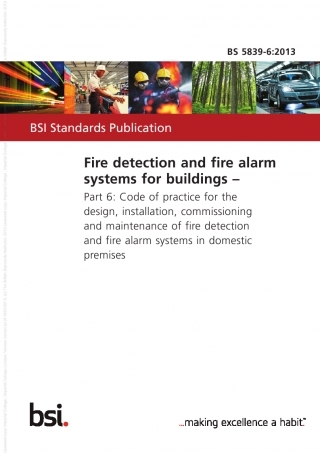 BS 5839-6:2013
BSI Standards Publication
Fire detection and fire alarm
systems for buildings –
Part 6: Code of practice for the
design, installation, commissioning
and maintenance of fire detection
and fire alarm systems in domestic
premises
bsi.
...making excellence a habit.™